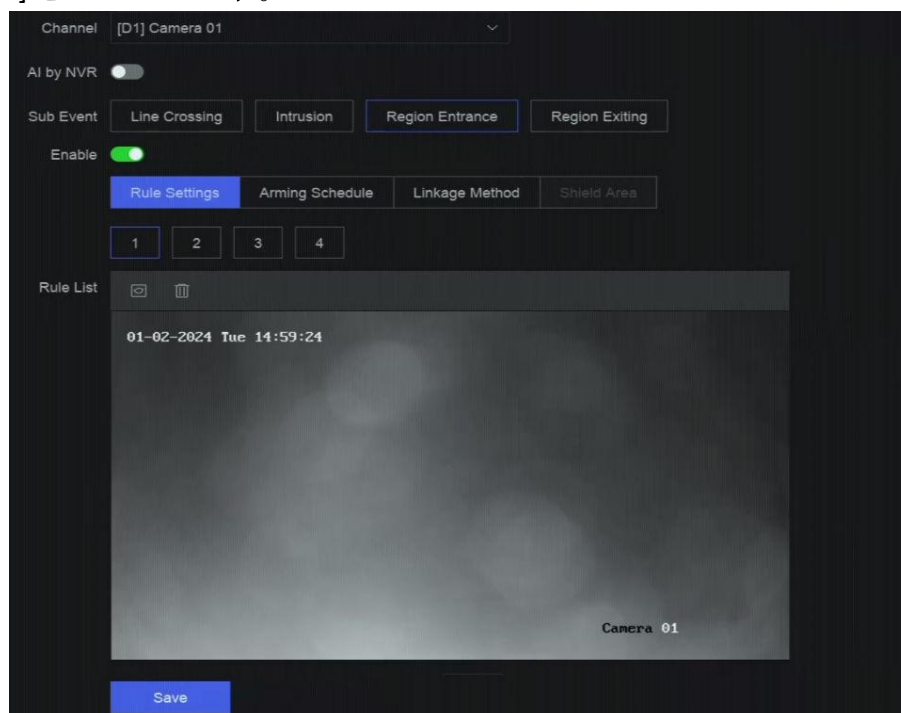 Channel [D1] Camera 01
AI by NVR
Sub Event Line Crossing Intrusion Region Entrance Region Exiting
Enable
Rule Settings Arming Schedule Linkage Method Shield Area
1 2 3 4
Rule List
01-02-2024 Tue 14:59:24
Camera 01
Save